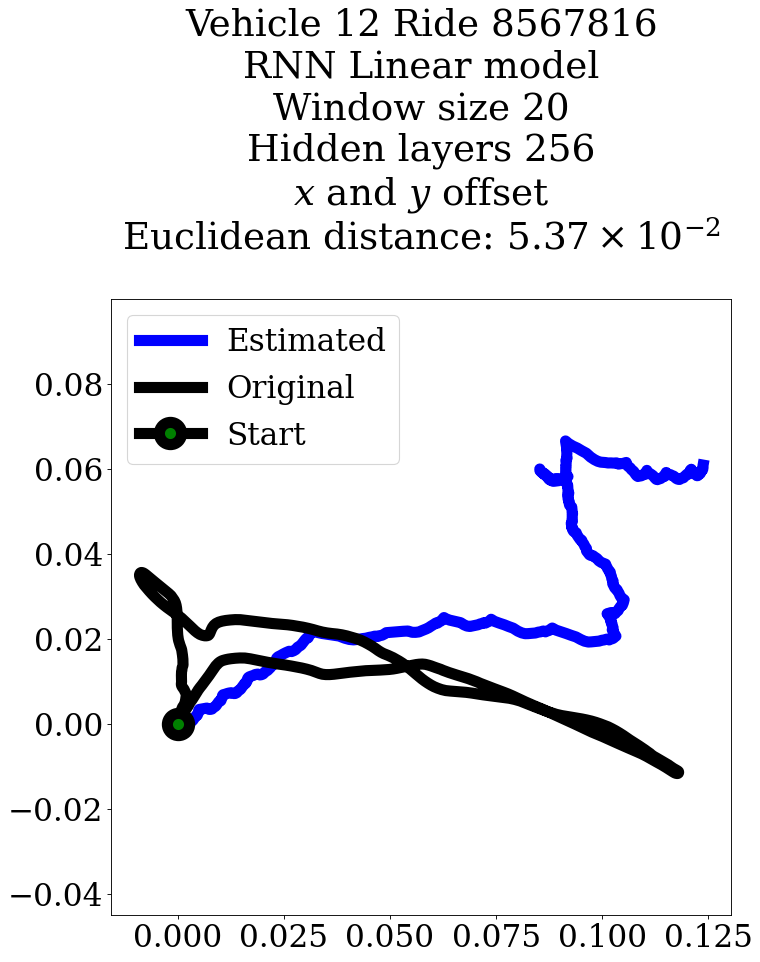 Vehicle 12 Ride 8567816
RNN Linear model
Window size 20
Hidden layers 256
x and y offset
Euclidean distance: 5.37 × 10⁻²
Estimated
Original
Start
0.08
0.06
0.04
0.02
0.00
−0.02
−0.04
0.000 0.025 0.050 0.075 0.100 0.125